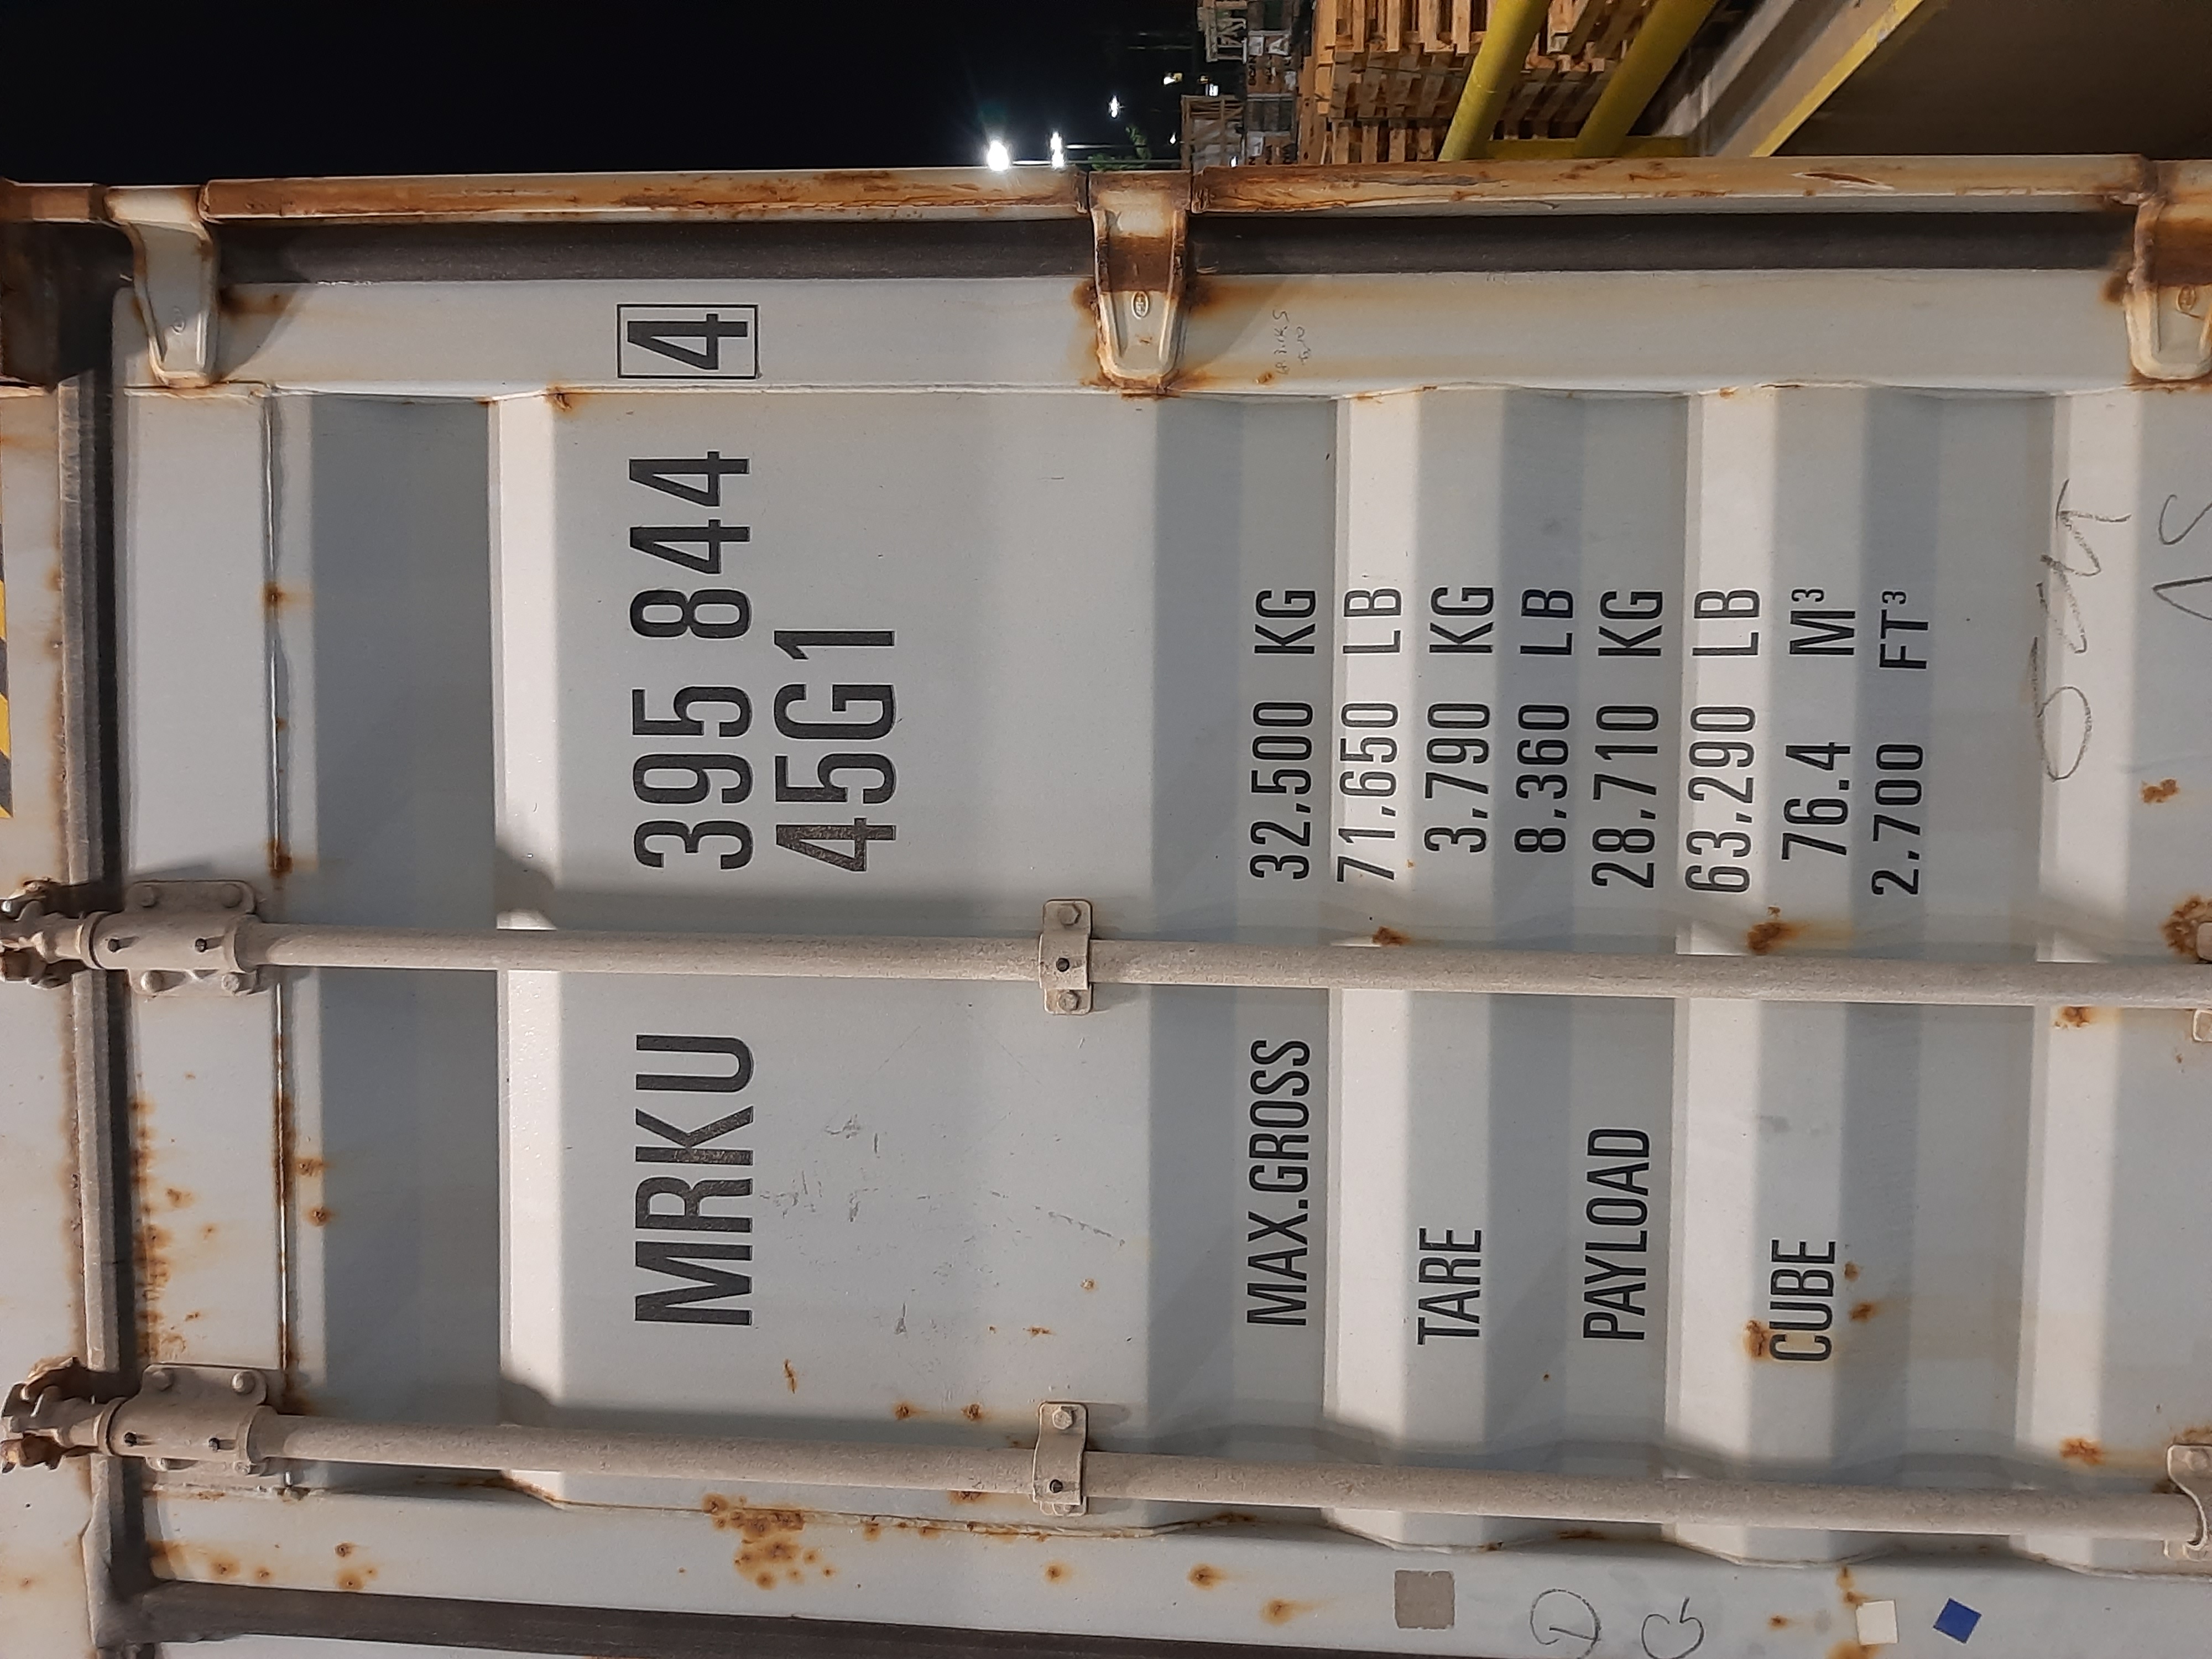 MRKU 395 844 4
45G1
MAX.GROSS 32.500 KG
71.650 LB
TARE 3.790 KG
8.360 LB
PAYLOAD 28.710 KG
63.290 LB
CUBE 76.4 M³
2.700 FT³
D
G